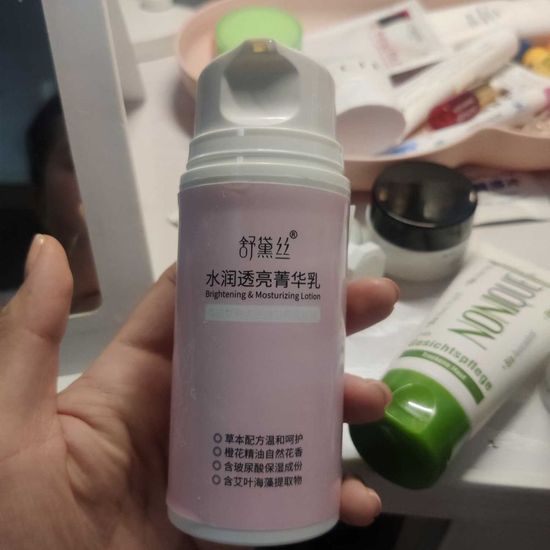 舒黛丝®
水润透亮菁华乳
Brightening & Mosturizing Lotion
草本配方温和呵护
橙花精油自然花香
含玻尿酸保湿成份
含艾叶海藻提取物
NONIQUE
Gesichtspflege